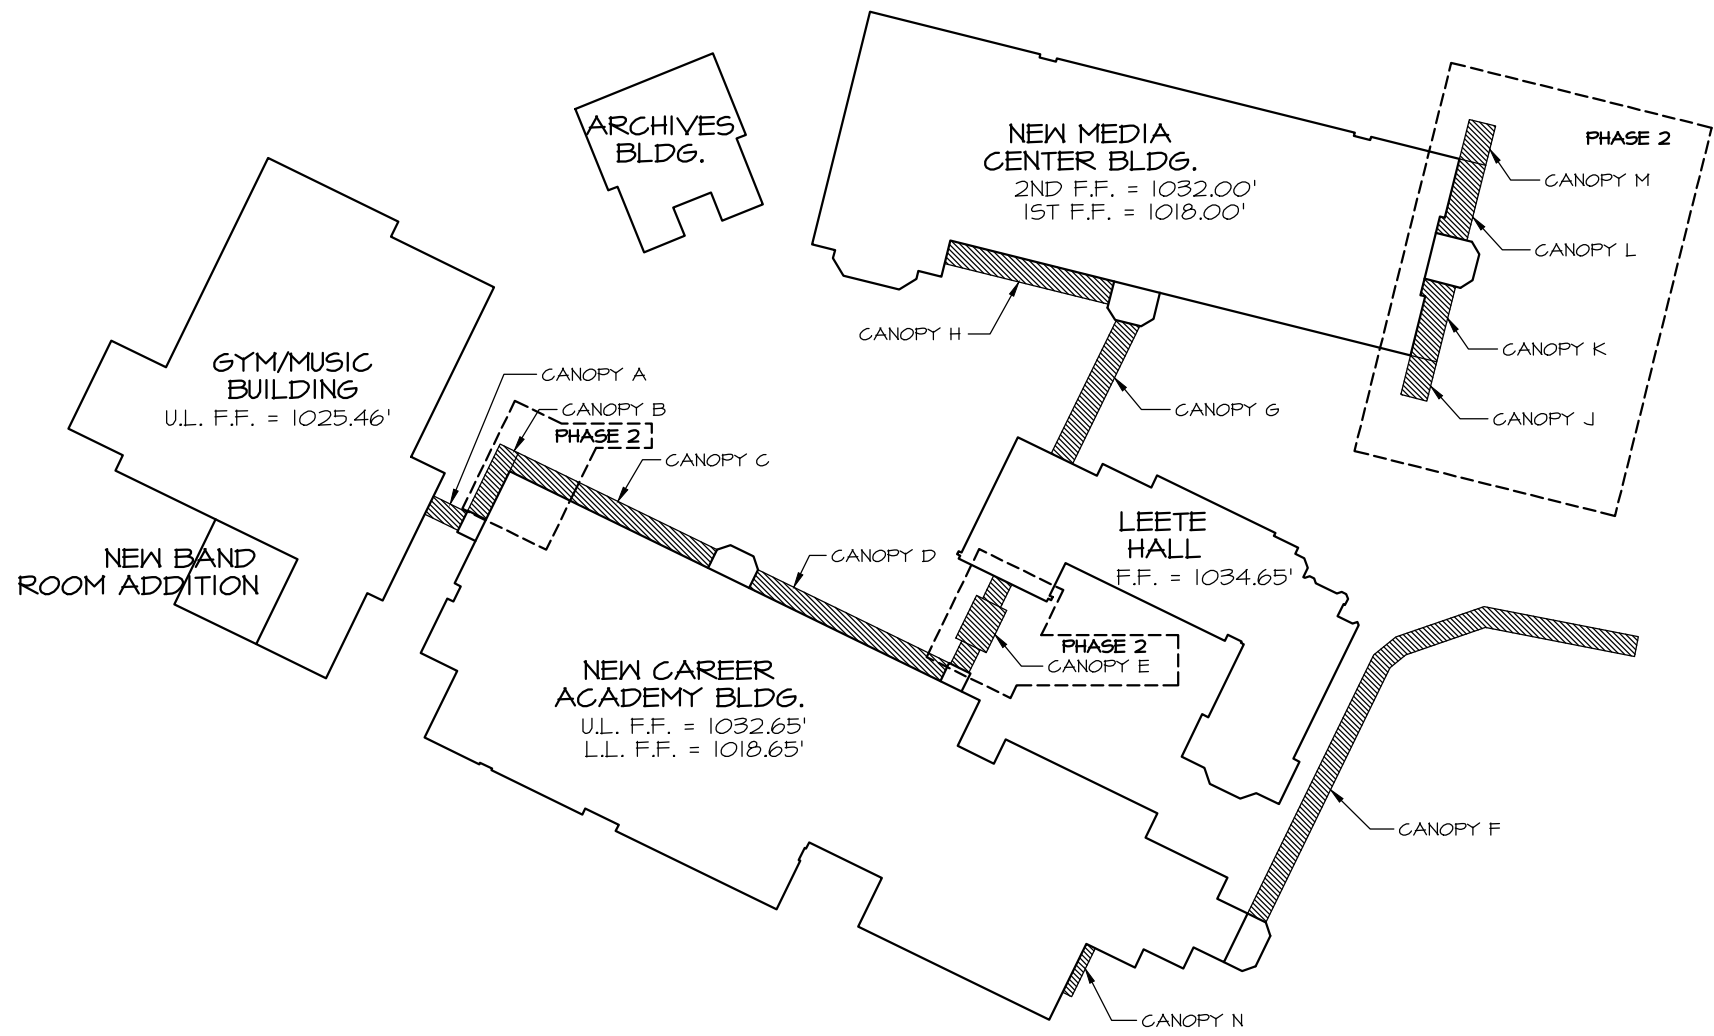 ARCHIVES
BLDG.
NEW MEDIA
CENTER BLDG.
2ND F.F. = 1032.00'
1ST F.F. = 1018.00'
PHASE 2
CANOPY M
CANOPY L
CANOPY K
CANOPY J
CANOPY H
CANOPY G
GYM/MUSIC
BUILDING
U.L. F.F. = 1025.46'
CANOPY A
CANOPY B
PHASE 2
CANOPY C
NEW BAND
ROOM ADDITION
CANOPY D
LEETE
HALL
F.F. = 1034.65'
PHASE 2
CANOPY E
NEW CAREER
ACADEMY BLDG.
U.L. F.F. = 1032.65'
L.L. F.F. = 1018.65'
CANOPY F
CANOPY N